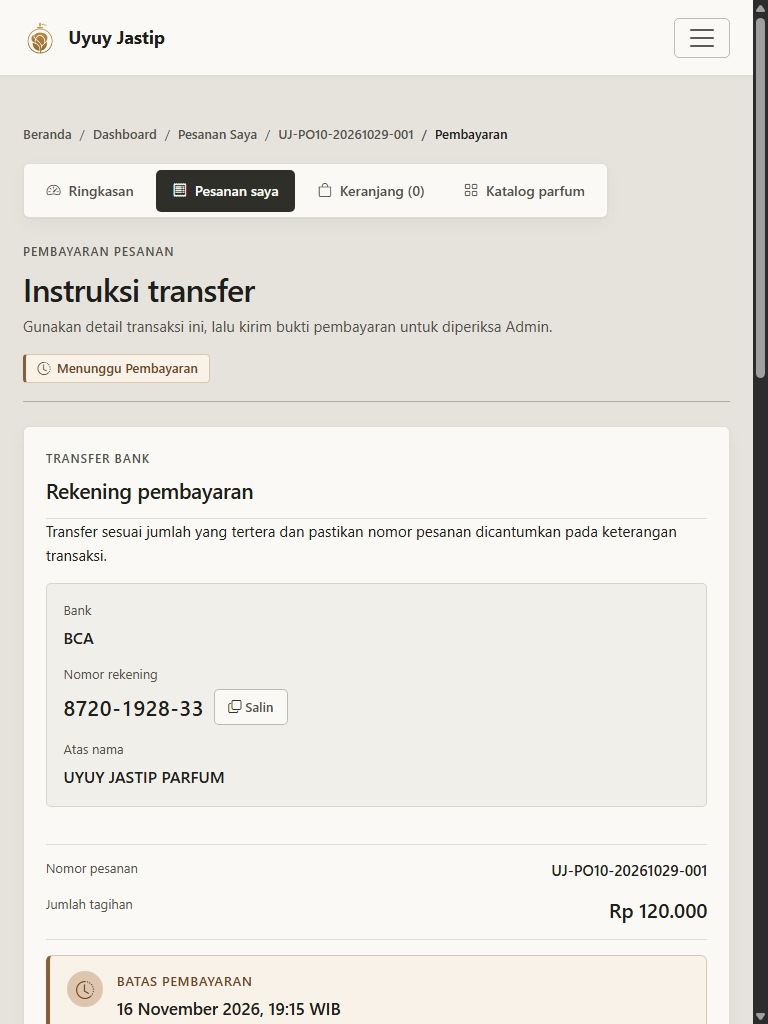 Uyuy Jastip
Beranda / Dashboard / Pesanan Saya / UJ-PO10-20261029-001 / Pembayaran
Ringkasan
Pesanan saya
Keranjang (0)
Katalog parfum
PEMBAYARAN PESANAN
Instruksi transfer
Gunakan detail transaksi ini, lalu kirim bukti pembayaran untuk diperiksa Admin.
Menunggu Pembayaran
TRANSFER BANK
Rekening pembayaran
Transfer sesuai jumlah yang tertera dan pastikan nomor pesanan dicantumkan pada keterangan
transaksi.
Bank
BCA
Nomor rekening
8720-1928-33
Salin
Atas nama
UYUY JASTIP PARFUM
Nomor pesanan
UJ-PO10-20261029-001
Jumlah tagihan
Rp 120.000
BATAS PEMBAYARAN
16 November 2026, 19:15 WIB